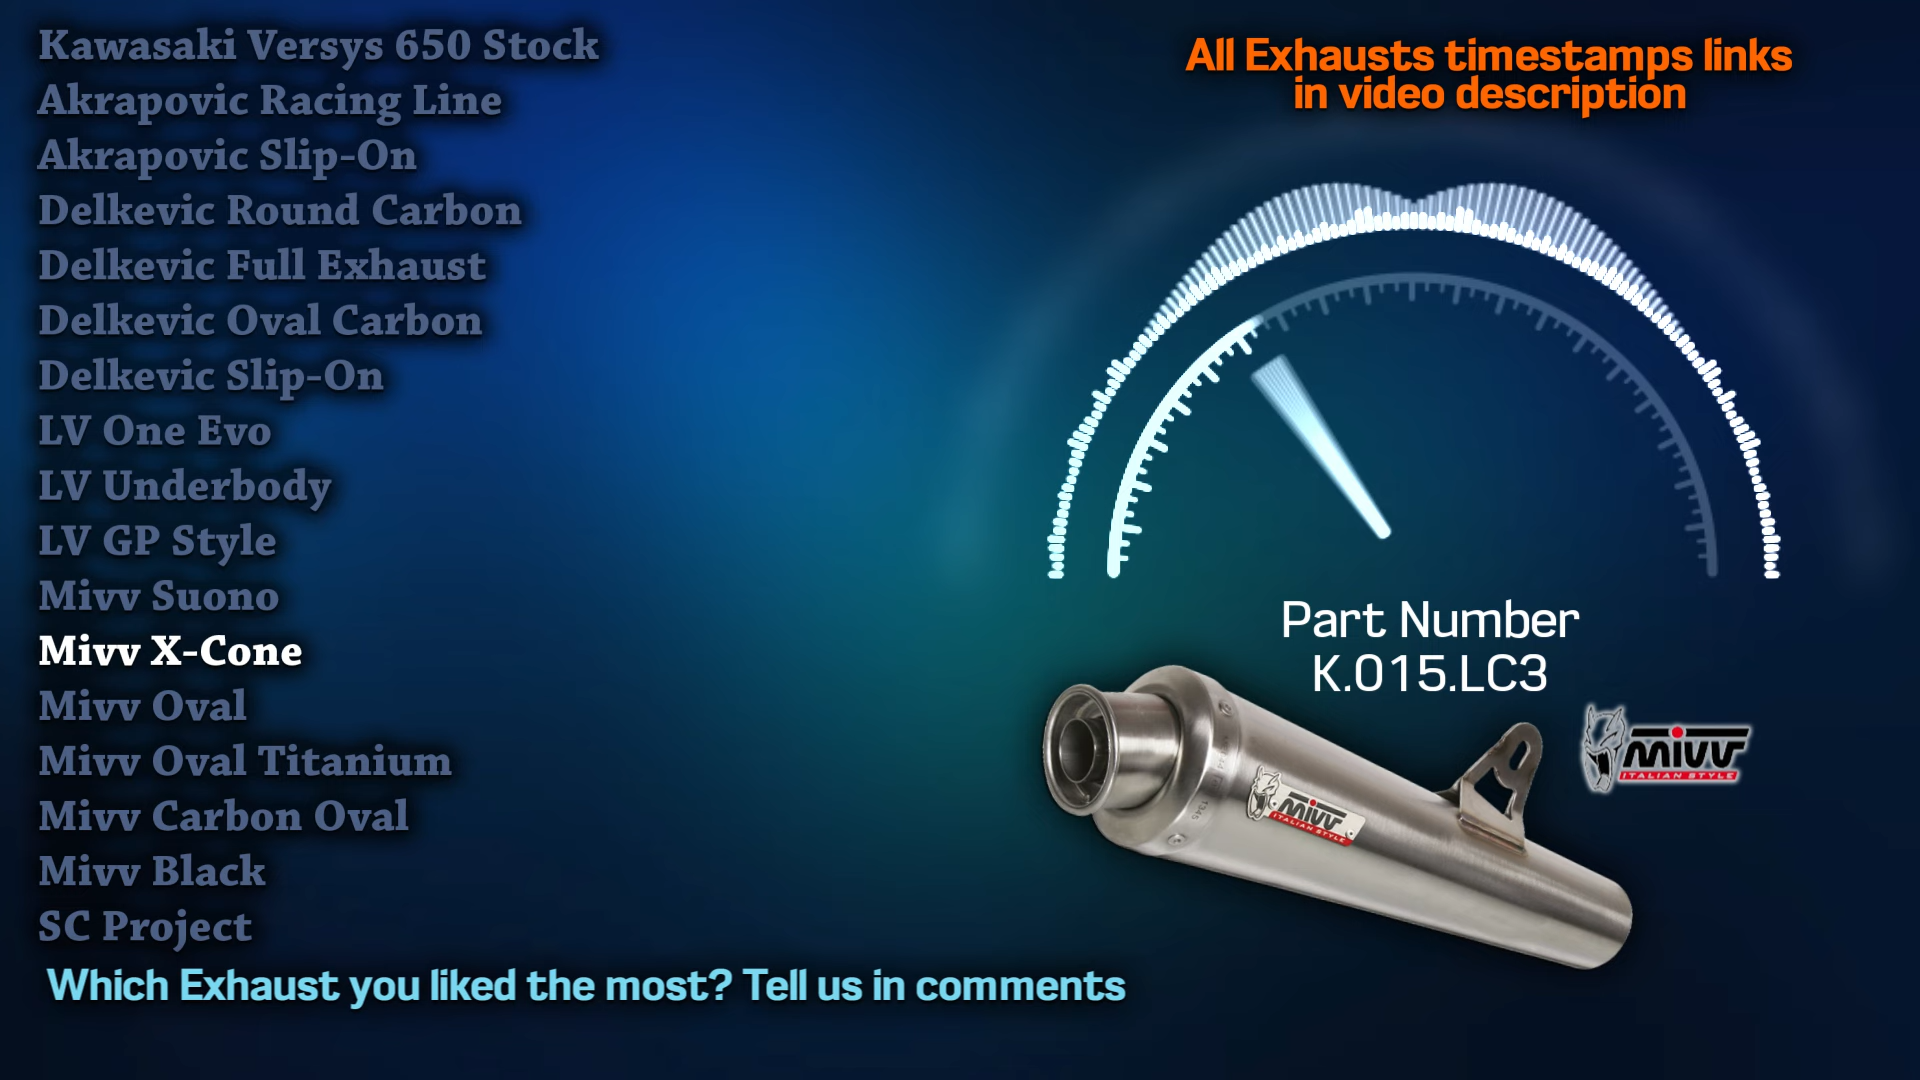 Kawasaki Versys 650 Stock
Akrapovic Racing Line
Akrapovic Slip-On
Delkevic Round Carbon
Delkevic Full Exhaust
Delkevic Oval Carbon
Delkevic Slip-On
LV One Evo
LV Underbody
LV GP Style
Mivv Suono
Mivv X-Cone
Mivv Oval
Mivv Oval Titanium
Mivv Carbon Oval
Mivv Black
SC Project
Which Exhaust you liked the most? Tell us in comments
All Exhausts timestamps links
in video description
Part Number
K.015.LC3
mivv
ITALIAN STYLE
mivv
ITALIAN STYLE